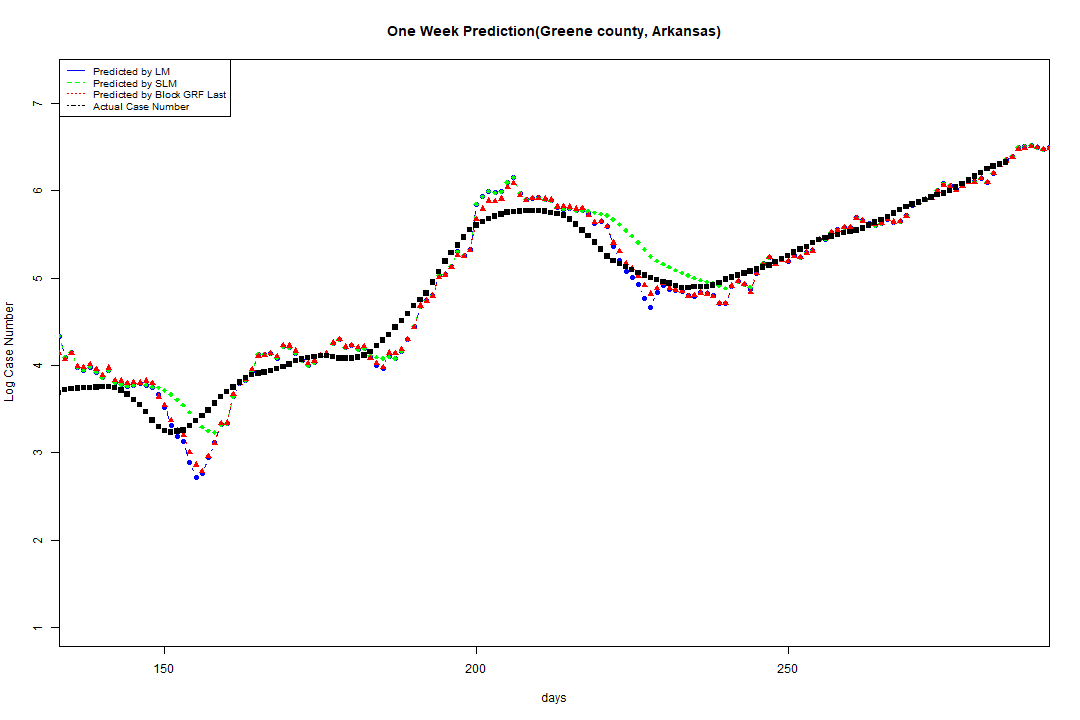 One Week Prediction(Greene county, Arkansas)
Predicted by LM
Predicted by SLM
Predicted by Block GRF Last
Actual Case Number
7
6
5
4
3
2
1
Log Case Number
150 200 250
days